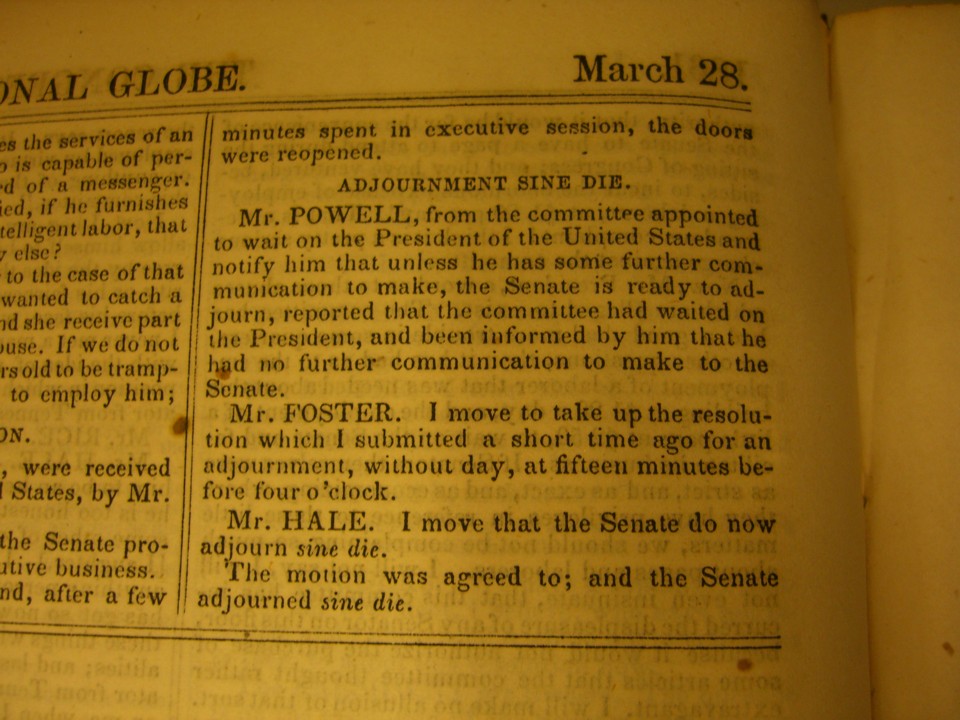 ONAL GLOBE.
March 28.
es the services of an
o is capable of per-
d of a messenger.
ied, if he furnishes
telligent labor, that
y else?
to the case of that
wanted to catch a
nd she receive part
ouse. If we do not
rs old to be tramp-
to employ him;
ON.
, were received
l States, by Mr.
the Senate pro-
utive business.
nd, after a few
minutes spent in executive session, the doors
were reopened.
ADJOURNMENT SINE DIE.
Mr. POWELL, from the committee appointed
to wait on the President of the United States and
notify him that unless he has some further com-
munication to make, the Senate is ready to ad-
journ, reported that the committee had waited on
the President, and been informed by him that he
had no further communication to make to the
Senate.
Mr. FOSTER. I move to take up the resolu-
tion which I submitted a short time ago for an
adjournment, without day, at fifteen minutes be-
fore four o'clock.
Mr. HALE. I move that the Senate do now
adjourn sine die.
The motion was agreed to; and the Senate
adjourned sine die.